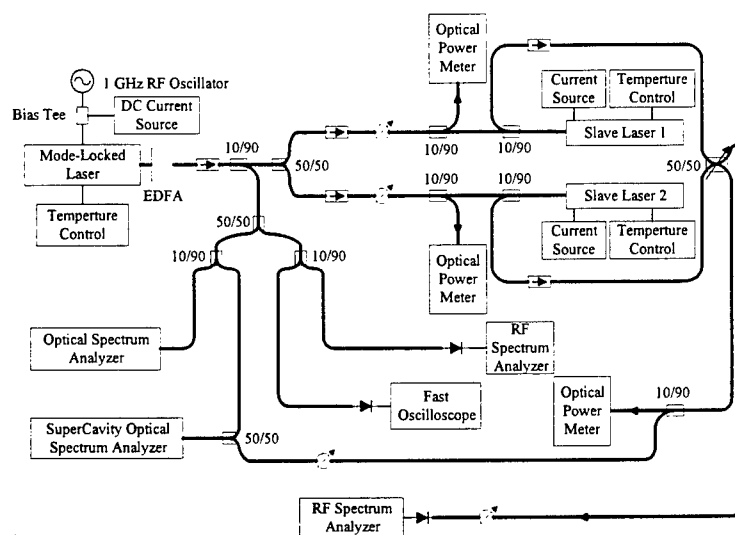 1 GHz RF Oscillator
Bias Tee
DC Current
Source
Mode-Locked
Laser
Temperture
Control
EDFA
10/90
50/50
Optical
Power
Meter
10/90
10/90
Current
Source
Temperture
Control
Slave Laser 1
50/50
10/90
10/90
Slave Laser 2
Current
Source
Temperture
Control
Optical
Power
Meter
50/50
10/90
10/90
Optical Spectrum
Analyzer
RF
Spectrum
Analyzer
Fast
Oscilloscope
SuperCavity Optical
Spectrum Analyzer
50/50
Optical
Power
Meter
10/90
RF Spectrum
Analyzer